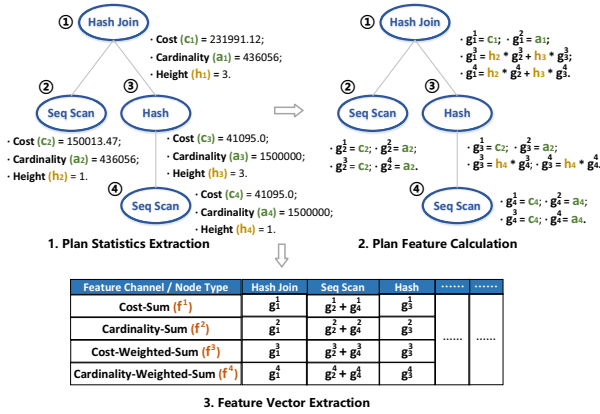 ① Hash Join
· Cost (c₁) = 231991.12;
· Cardinality (a₁) = 436056;
· Height (h₁) = 3.
② Seq Scan
③ Hash
· Cost (c₂) = 150013.47;
· Cardinality (a₂) = 436056;
· Height (h₂) = 1.
· Cost (c₃) = 41095.0;
· Cardinality (a₃) = 1500000;
· Height (h₃) = 3.
④ Seq Scan
· Cost (c₄) = 41095.0;
· Cardinality (a₄) = 1500000;
· Height (h₄) = 1.
1. Plan Statistics Extraction
① Hash Join
· g₁¹ = c₁; · g₁² = a₁;
· g₁³ = h₂ * g₂³ + h₃ * g₃³;
· g₁⁴ = h₂ * g₂⁴ + h₃ * g₃⁴.
② Seq Scan
③ Hash
· g₂¹ = c₂; · g₂² = a₂;
· g₂³ = c₂; · g₂⁴ = a₂.
· g₃¹ = c₃; · g₃² = a₂;
· g₃³ = h₄ * g₄³; · g₃⁴ = h₄ * g₄⁴.
④ Seq Scan
· g₄¹ = c₄; · g₄² = a₄;
· g₄³ = c₄; · g₄⁴ = a₄.
2. Plan Feature Calculation
Feature Channel / Node Type Hash Join Seq Scan Hash ...... ......
Cost-Sum (f¹) g₁¹ g₂¹ + g₄¹ g₃¹
Cardinality-Sum (f²) g₁² g₂² + g₄² g₃²
Cost-Weighted-Sum (f³) g₁³ g₂³ + g₄³ g₃³ ...... ......
Cardinality-Weighted-Sum (f⁴) g₁⁴ g₂⁴ + g₄⁴ g₃⁴
3. Feature Vector Extraction